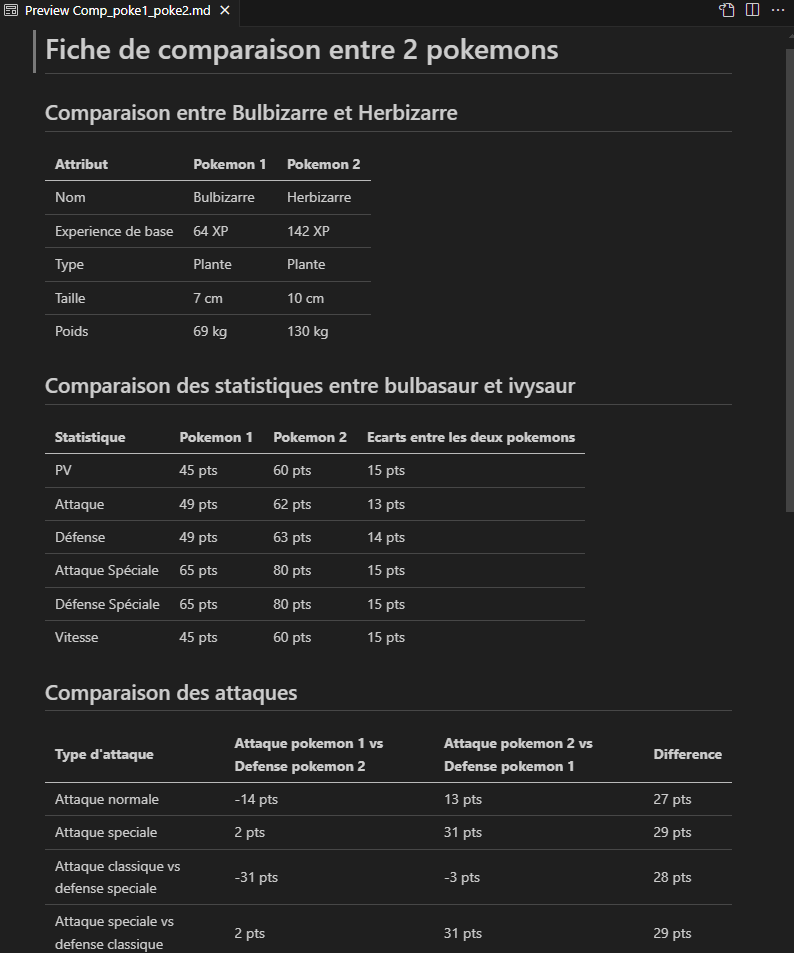 Preview Comp_poke1_poke2.md
Fiche de comparaison entre 2 pokemons
Comparaison entre Bulbizarre et Herbizarre
Attribut Pokemon 1 Pokemon 2
Nom Bulbizarre Herbizarre
Experience de base 64 XP 142 XP
Type Plante Plante
Taille 7 cm 10 cm
Poids 69 kg 130 kg
Comparaison des statistiques entre bulbasaur et ivysaur
Statistique Pokemon 1 Pokemon 2 Ecarts entre les deux pokemons
PV 45 pts 60 pts 15 pts
Attaque 49 pts 62 pts 13 pts
Défense 49 pts 63 pts 14 pts
Attaque Spéciale 65 pts 80 pts 15 pts
Défense Spéciale 65 pts 80 pts 15 pts
Vitesse 45 pts 60 pts 15 pts
Comparaison des attaques
Type d'attaque Attaque pokemon 1 vs Defense pokemon 2 Attaque pokemon 2 vs Defense pokemon 1 Difference
Attaque normale -14 pts 13 pts 27 pts
Attaque speciale 2 pts 31 pts 29 pts
Attaque classique vs defense speciale -31 pts -3 pts 28 pts
Attaque speciale vs defense classique 2 pts 31 pts 29 pts